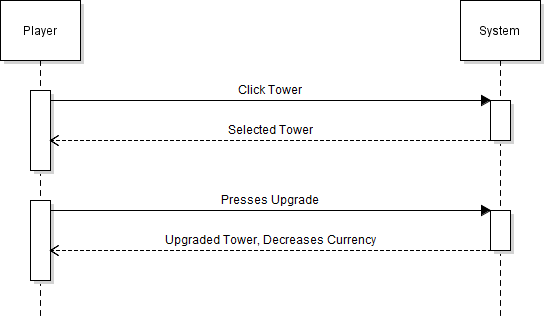 Player
System
Click Tower
Selected Tower
Presses Upgrade
Upgraded Tower, Decreases Currency